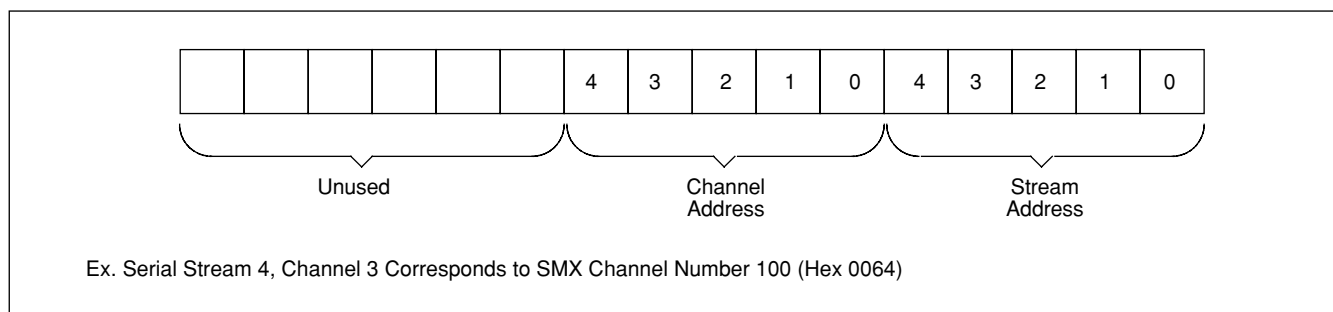 4 3 2 1 0 4 3 2 1 0
Unused
Channel
Address
Stream
Address
Ex. Serial Stream 4, Channel 3 Corresponds to SMX Channel Number 100 (Hex 0064)